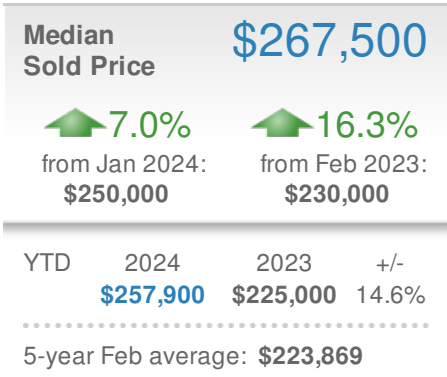 Median $267,500
Sold Price
7.0% 16.3%
from Jan 2024: from Feb 2023:
$250,000 $230,000
YTD 2024 2023 +/-
$257,900 $225,000 14.6%
5-year Feb average: $223,869